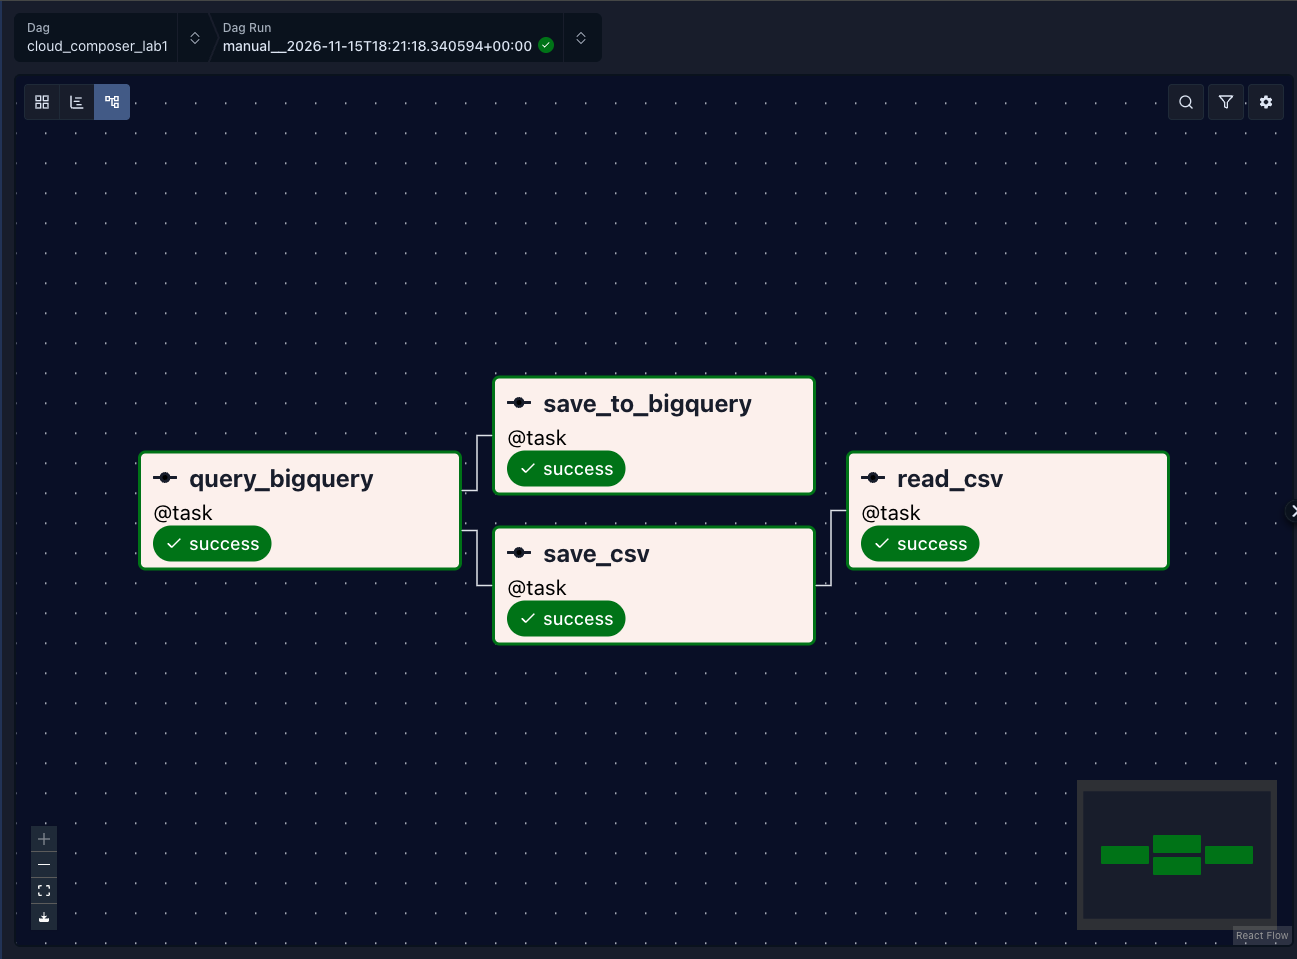 Dag
cloud_composer_lab1
Dag Run
manual__2026-11-15T18:21:18.340594+00:00
save_to_bigquery
@task
success
query_bigquery
@task
success
save_csv
@task
success
read_csv
@task
success
React Flow